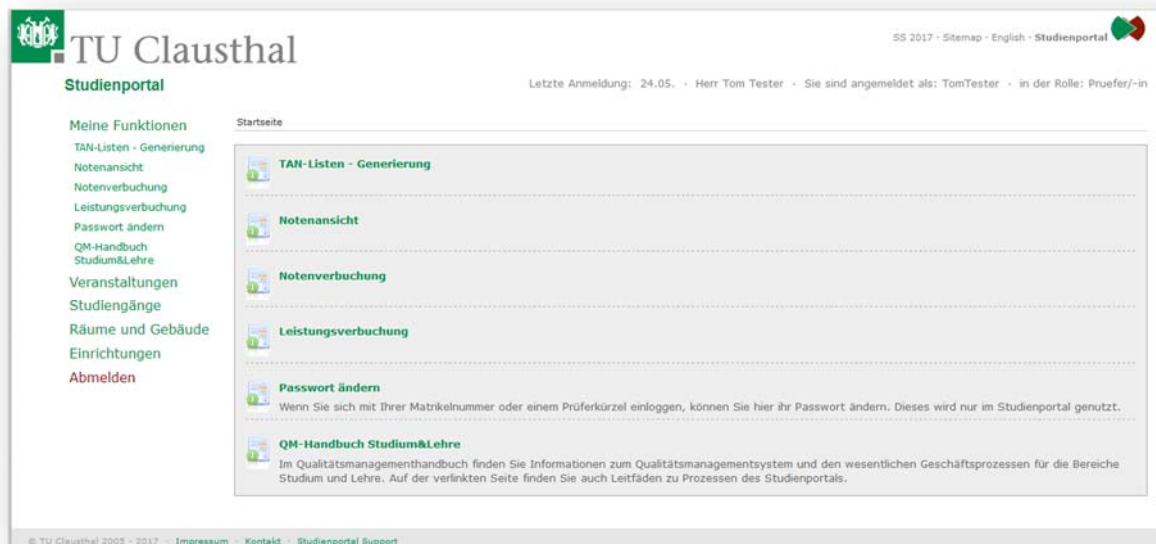 TU Clausthal
SS 2017 · Sitemap · English · Studienportal
Studienportal
Letzte Anmeldung: 24.05. · Herr Tom Tester · Sie sind angemeldet als: TomTester · in der Rolle: Pruefer/-in
Meine Funktionen
TAN-Listen - Generierung
Notenansicht
Notenverbuchung
Leistungsverbuchung
Passwort ändern
QM-Handbuch
Studium&Lehre
Veranstaltungen
Studiengänge
Räume und Gebäude
Einrichtungen
Abmelden
Startseite
TAN-Listen - Generierung
Notenansicht
Notenverbuchung
Leistungsverbuchung
Passwort ändern
Wenn Sie sich mit Ihrer Matrikelnummer oder einem Prüferkürzel einloggen, können Sie hier ihr Passwort ändern. Dieses wird nur im Studienportal genutzt.
QM-Handbuch Studium&Lehre
Im Qualitätsmanagementhandbuch finden Sie Informationen zum Qualitätsmanagementsystem und den wesentlichen Geschäftsprozessen für die Bereiche
Studium und Lehre. Auf der verlinkten Seite finden Sie auch Leitfäden zu Prozessen des Studienportals.
© TU Clausthal 2005 - 2017 · Impressum · Kontakt · Studienportal Support